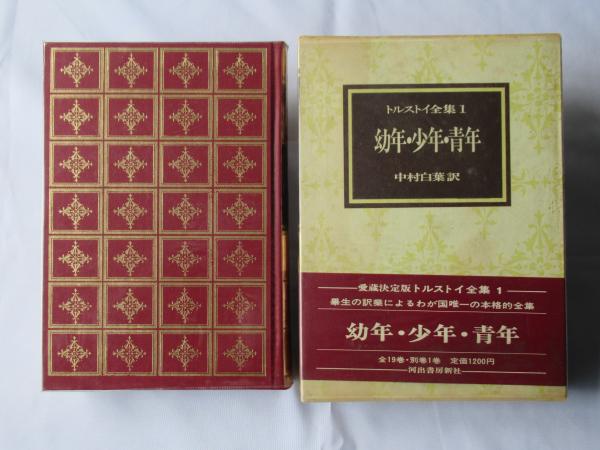 トルストイ全集 1
幼年・少年・青年
中村白葉訳
愛蔵決定版 トルストイ全集 1
畢生の訳業によるわが国唯一の本格的全集
幼年・少年・青年
全19巻・別巻1巻 定価1200円
河出書房新社